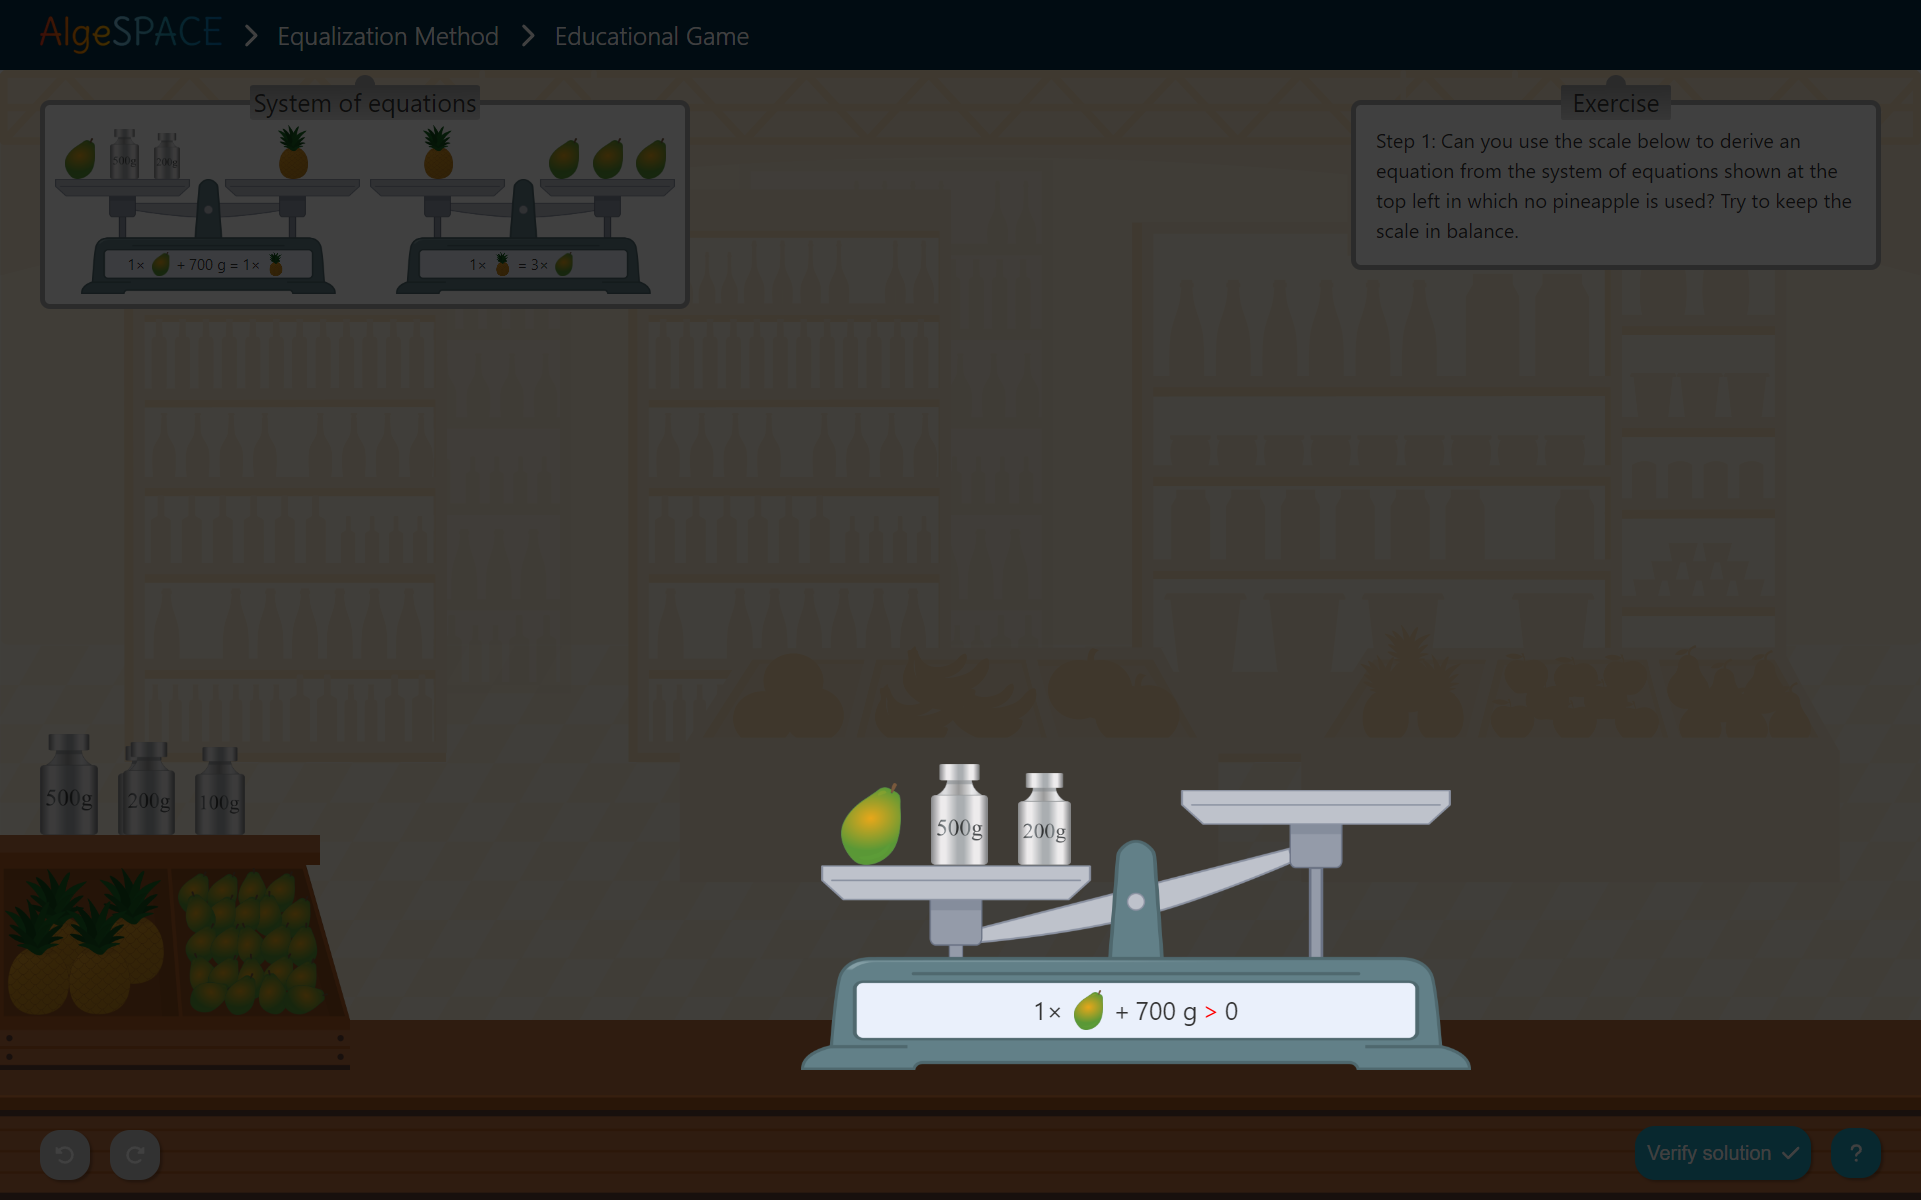 AlgeSPACE > Equalization Method > Educational Game
System of equations
500g 200g
1× + 700 g = 1×
1× = 3×
Exercise
Step 1: Can you use the scale below to derive an
equation from the system of equations shown at the
top left in which no pineapple is used? Try to keep the
scale in balance.
500g 200g 100g
500g 200g
1× + 700 g > 0
Verify solution
?